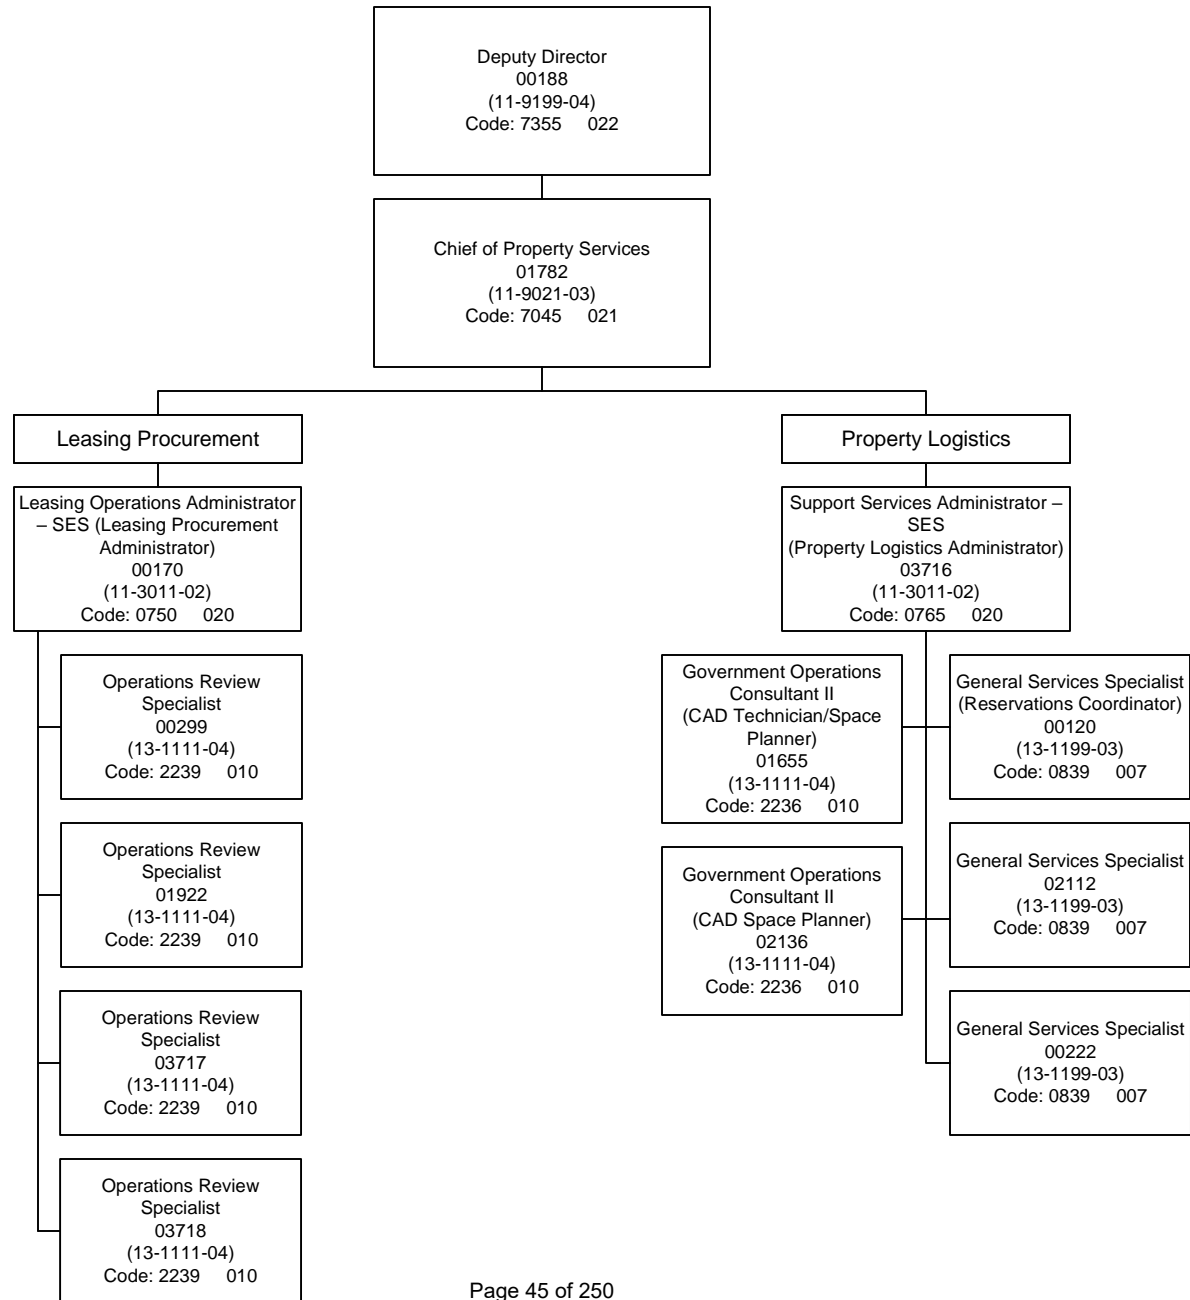 Deputy Director
00188
(11-9199-04)
Code: 7355 022
Chief of Property Services
01782
(11-9021-03)
Code: 7045 021
Leasing Procurement
Leasing Operations Administrator
– SES (Leasing Procurement
Administrator)
00170
(11-3011-02)
Code: 0750 020
Operations Review
Specialist
00299
(13-1111-04)
Code: 2239 010
Operations Review
Specialist
01922
(13-1111-04)
Code: 2239 010
Operations Review
Specialist
03717
(13-1111-04)
Code: 2239 010
Operations Review
Specialist
03718
(13-1111-04)
Code: 2239 010
Property Logistics
Support Services Administrator –
SES
(Property Logistics Administrator)
03716
(11-3011-02)
Code: 0765 020
Government Operations
Consultant II
(CAD Technician/Space
Planner)
01655
(13-1111-04)
Code: 2236 010
Government Operations
Consultant II
(CAD Space Planner)
02136
(13-1111-04)
Code: 2236 010
General Services Specialist
(Reservations Coordinator)
00120
(13-1199-03)
Code: 0839 007
General Services Specialist
02112
(13-1199-03)
Code: 0839 007
General Services Specialist
00222
(13-1199-03)
Code: 0839 007
Page 45 of 250